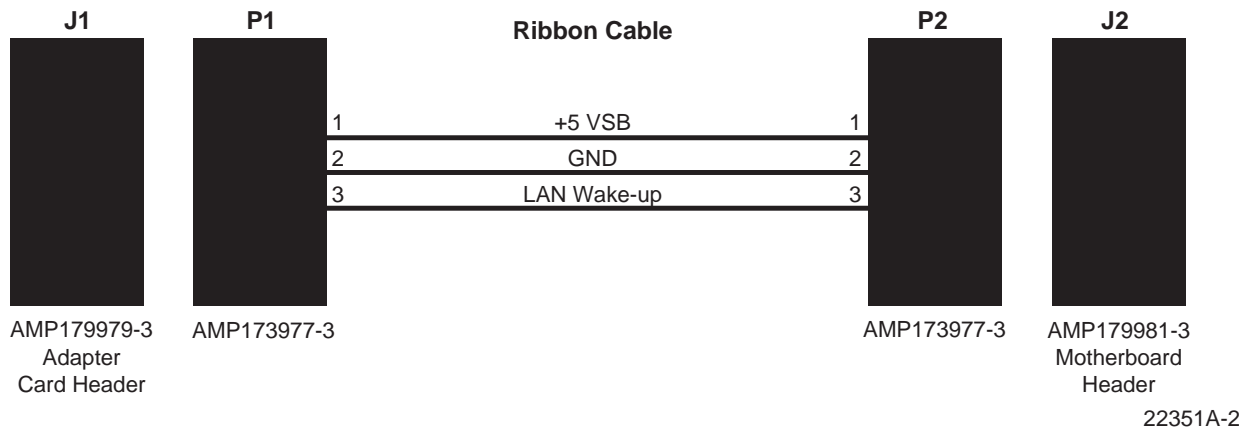 J1
P1
Ribbon Cable
P2
J2
1 +5 VSB 1
2 GND 2
3 LAN Wake-up 3
AMP179979-3
Adapter
Card Header
AMP173977-3
AMP173977-3
AMP179981-3
Motherboard
Header
22351A-2